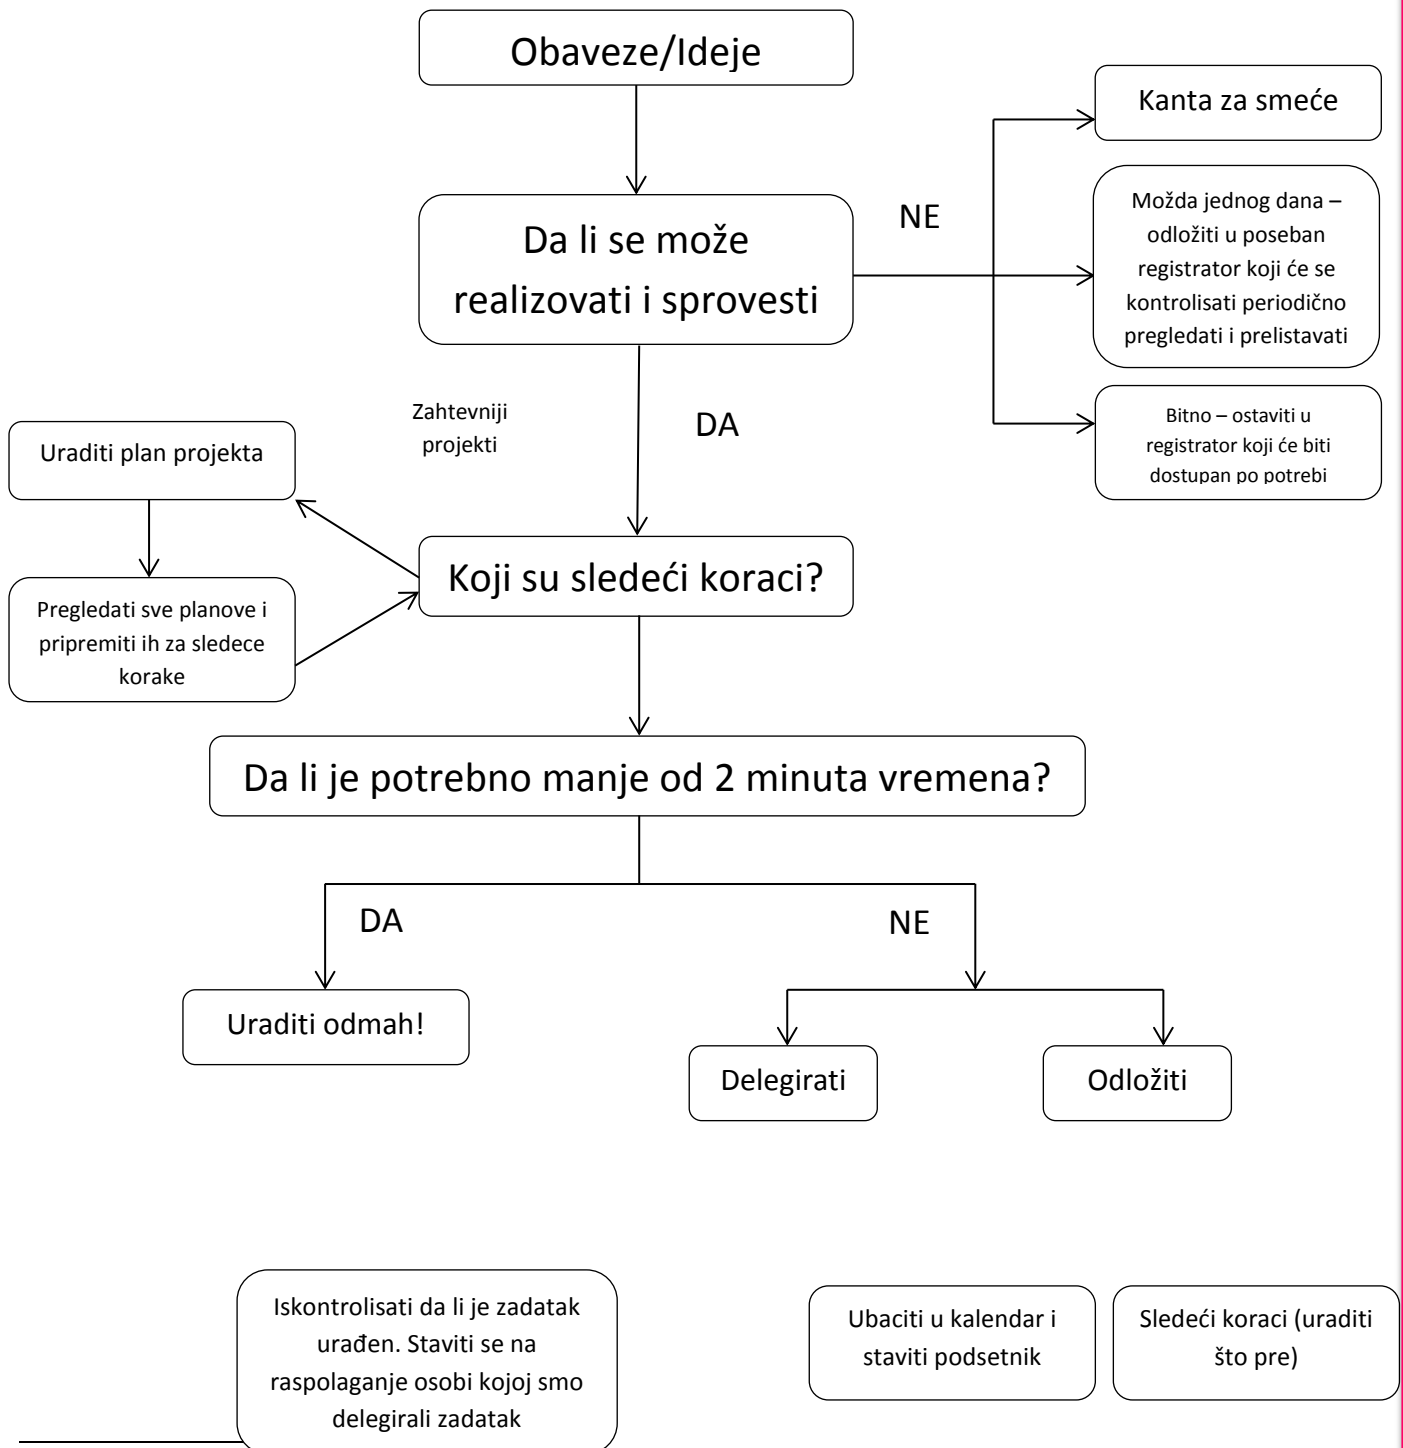 Obaveze/Ideje
Kanta za smeće
NE
Da li se može
realizovati i sprovesti
Možda jednog dana –
odložiti u poseban
registrator koji će se
kontrolisati periodično
pregledati i prelistavati
Zahtevniji
projekti
DA
Bitno – ostaviti u
registrator koji će biti
dostupan po potrebi
Uraditi plan projekta
Koji su sledeći koraci?
Pregledati sve planove i
pripremiti ih za sledece
korake
Da li je potrebno manje od 2 minuta vremena?
DA
NE
Uraditi odmah!
Delegirati
Odložiti
Iskontrolisati da li je zadatak
urađen. Staviti se na
raspolaganje osobi kojoj smo
delegirali zadatak
Ubaciti u kalendar i
staviti podsetnik
Sledeći koraci (uraditi
što pre)